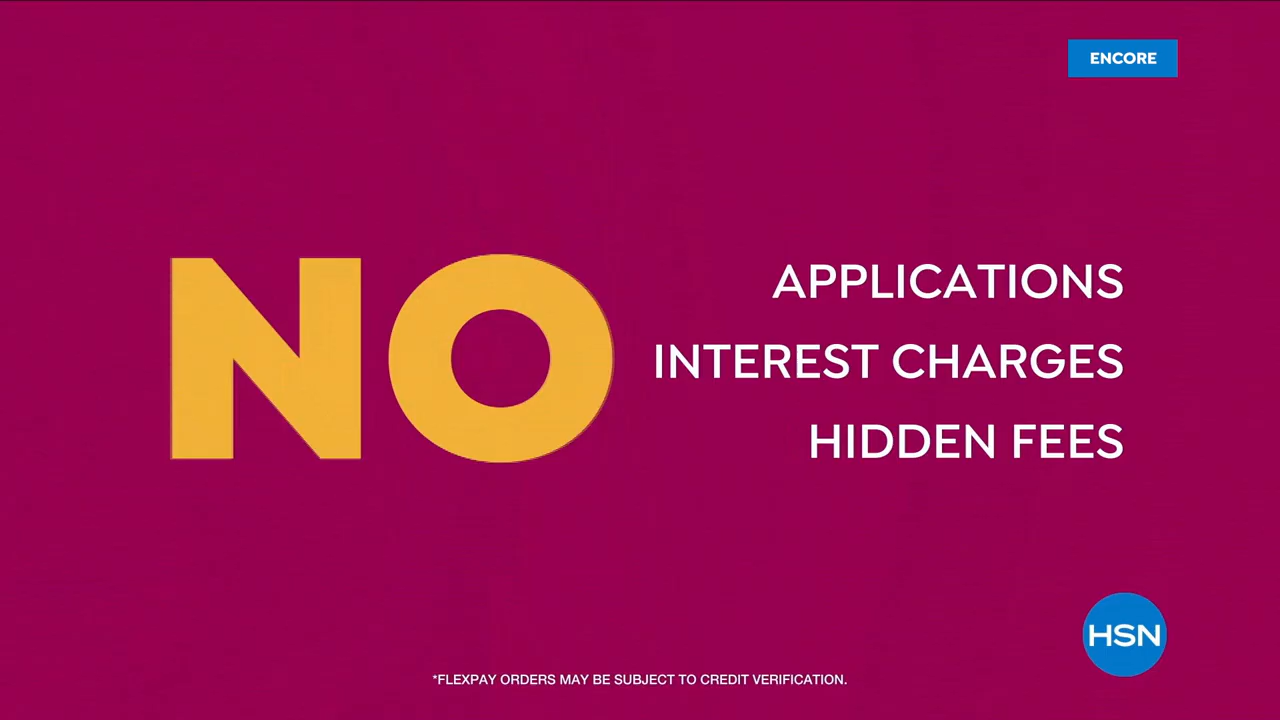 ENCORE
NO
APPLICATIONS
INTEREST CHARGES
HIDDEN FEES
HSN
*FLEXPAY ORDERS MAY BE SUBJECT TO CREDIT VERIFICATION.